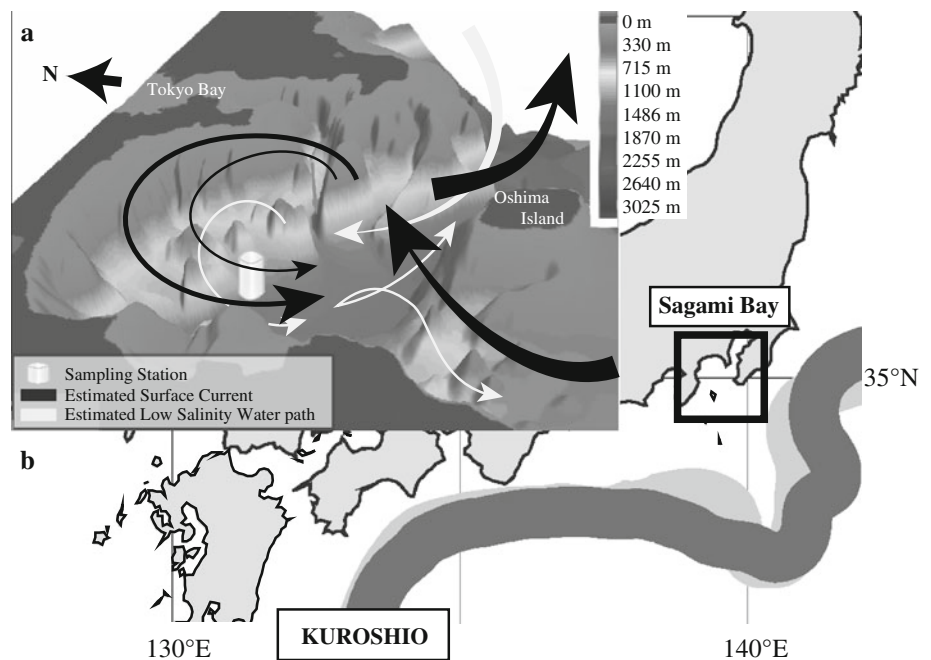 a
N
Tokyo Bay
Oshima
Island
0 m
330 m
715 m
1100 m
1486 m
1870 m
2255 m
2640 m
3025 m
Sampling Station
Estimated Surface Current
Estimated Low Salinity Water path
Sagami Bay
35°N
b
KUROSHIO
130°E
140°E